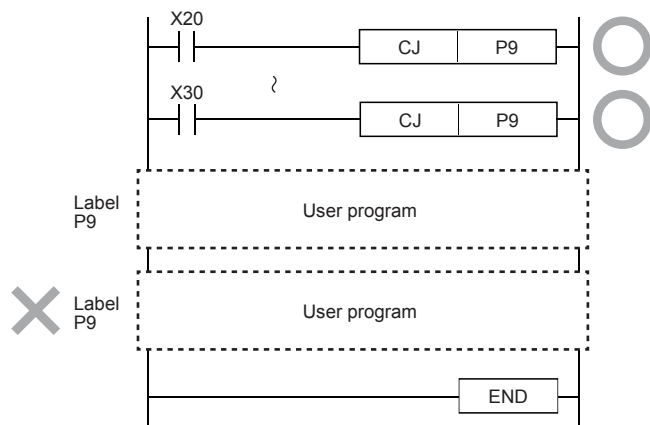 X20
CJ P9
X30
CJ P9
Label
P9
User program
Label
P9
User program
END